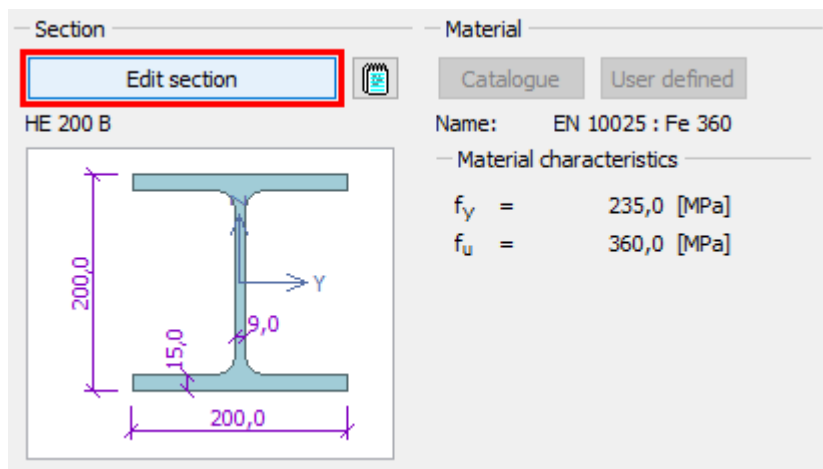 Section
Edit section
HE 200 B
200,0
15,0
9,0
200,0
Z
Y
Material
Catalogue
User defined
Name: EN 10025 : Fe 360
Material characteristics
fy = 235,0 [MPa]
fu = 360,0 [MPa]